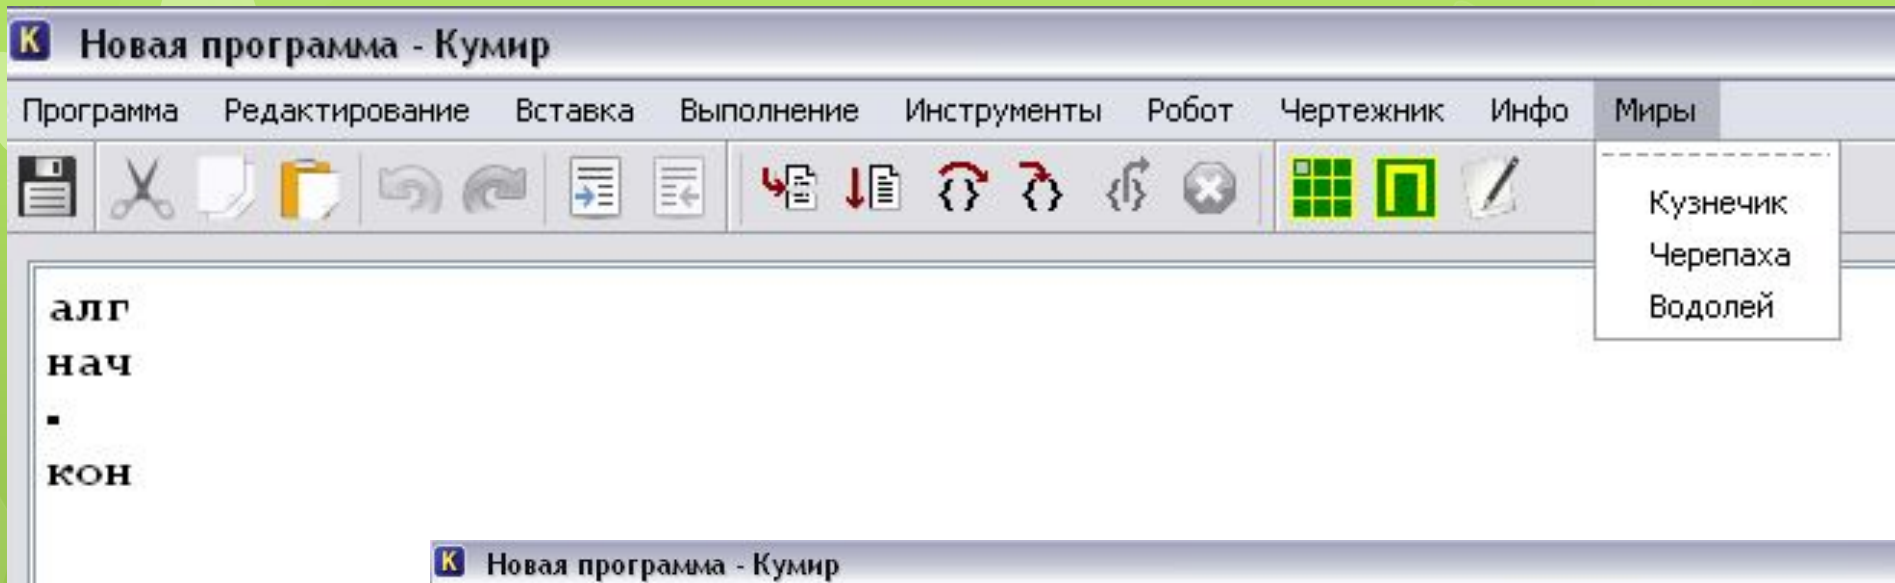 Новая программа - Кумир
Программа Редактирование Вставка Выполнение Инструменты Робот Чертежник Инфо Миры
Кузнечик
Черепаха
Водолей
алг
нач
кон
Новая программа - Кумир